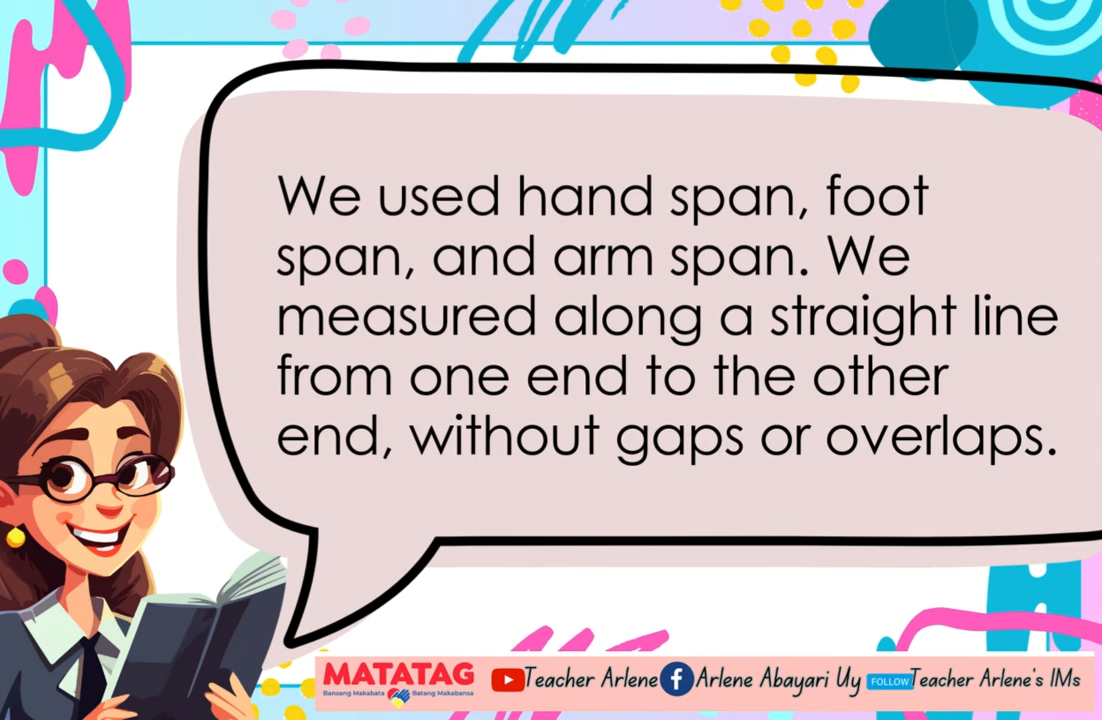 We used hand span, foot
span, and arm span. We
measured along a straight line
from one end to the other
end, without gaps or overlaps.
MATATAG
Bansang Makabata Batang Makabansa
Teacher Arlene Arlene Abayari Uy FOLLOW Teacher Arlene's IMs